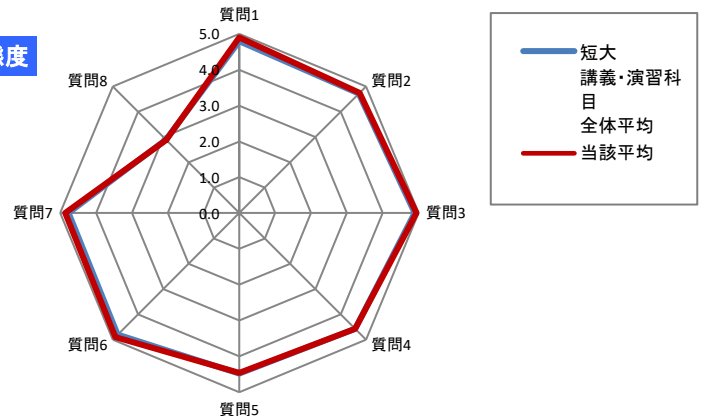 態度
質問1
質問2
質問3
質問4
質問5
質問6
質問7
質問8
5.0
4.0
3.0
2.0
1.0
0.0
短大
講義・演習科
目
全体平均
当該平均